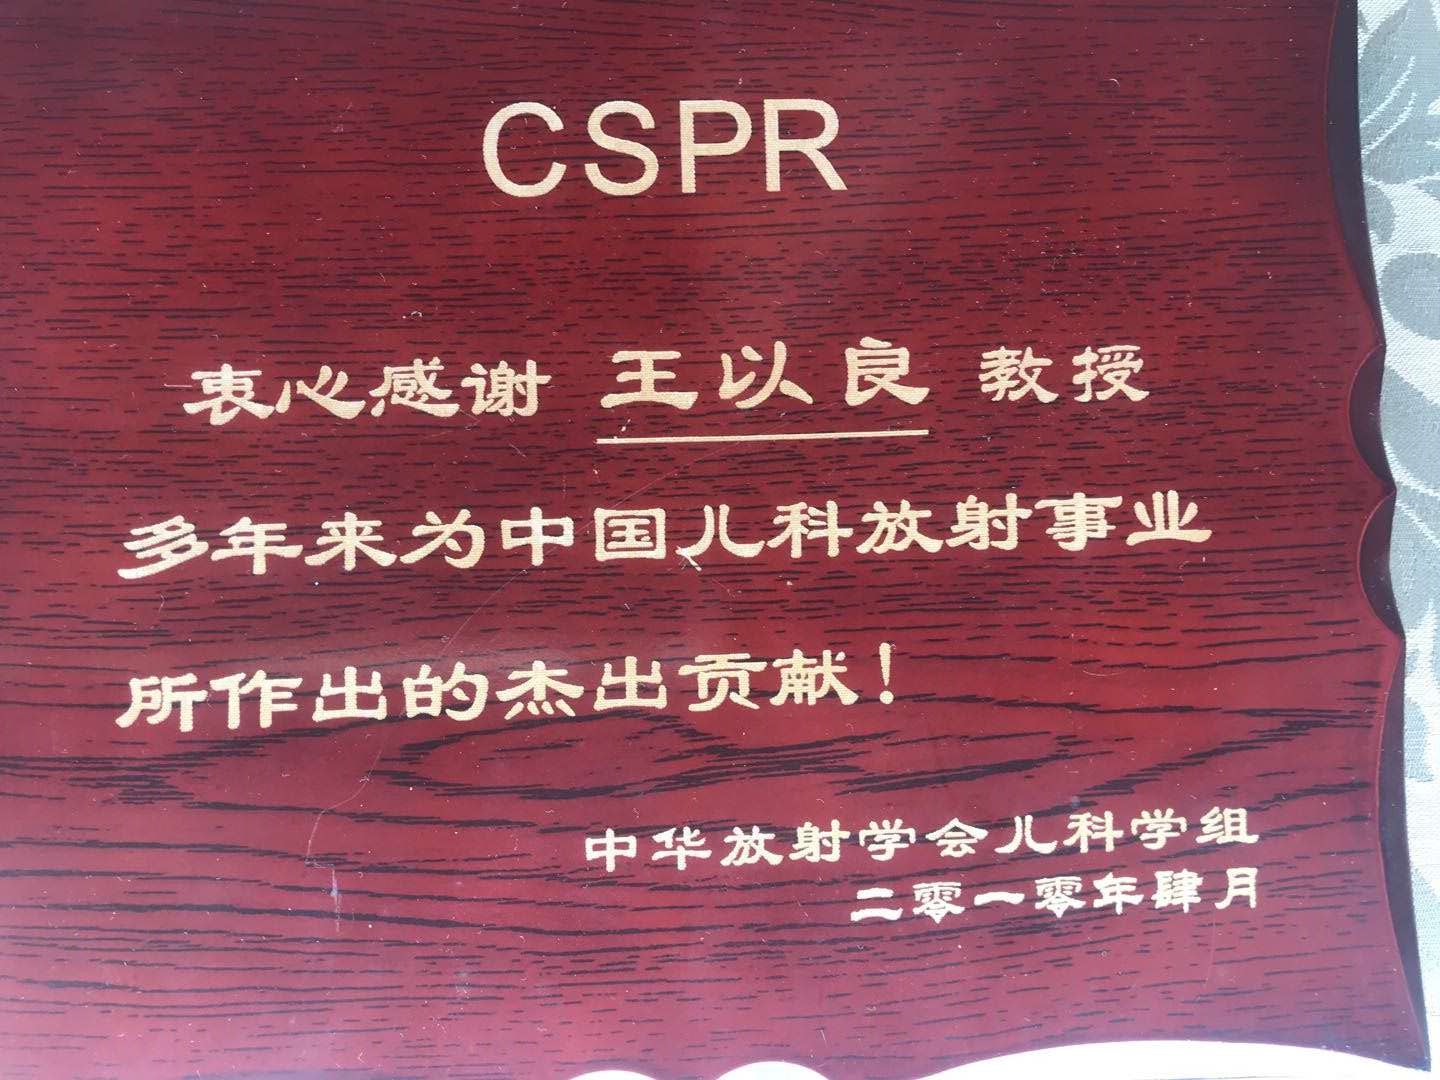 CSPR
衷心感谢 王以良 教授
多年来为中国儿科放射事业
所作出的杰出贡献！
中华放射学会儿科学组
二零一零年肆月